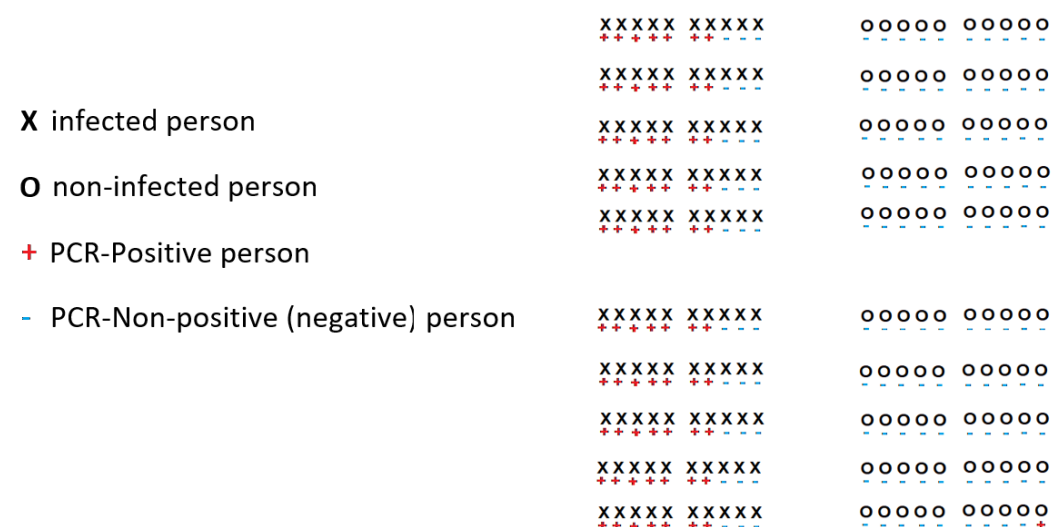 X infected person
O non-infected person
+ PCR-Positive person
- PCR-Non-positive (negative) person
X X X X X X X X X X O O O O O O O O O O
+ + + + + + + - - - - - - - - - - - - -
X X X X X X X X X X O O O O O O O O O O
+ + + + + + + - - - - - - - - - - - - -
X X X X X X X X X X O O O O O O O O O O
+ + + + + + + - - - - - - - - - - - - -
X X X X X X X X X X O O O O O O O O O O
+ + + + + + + - - - - - - - - - - - - -
X X X X X X X X X X O O O O O O O O O O
+ + + + + + + - - - - - - - - - - - - -
X X X X X X X X X X O O O O O O O O O O
+ + + + + + + - - - - - - - - - - - - -
X X X X X X X X X X O O O O O O O O O O
+ + + + + + + - - - - - - - - - - - - -
X X X X X X X X X X O O O O O O O O O O
+ + + + + + + - - - - - - - - - - - - -
X X X X X X X X X X O O O O O O O O O O
+ + + + + + + - - - - - - - - - - - - -
X X X X X X X X X X O O O O O O O O O O
+ + + + + + + - - - - - - - - - - - - +